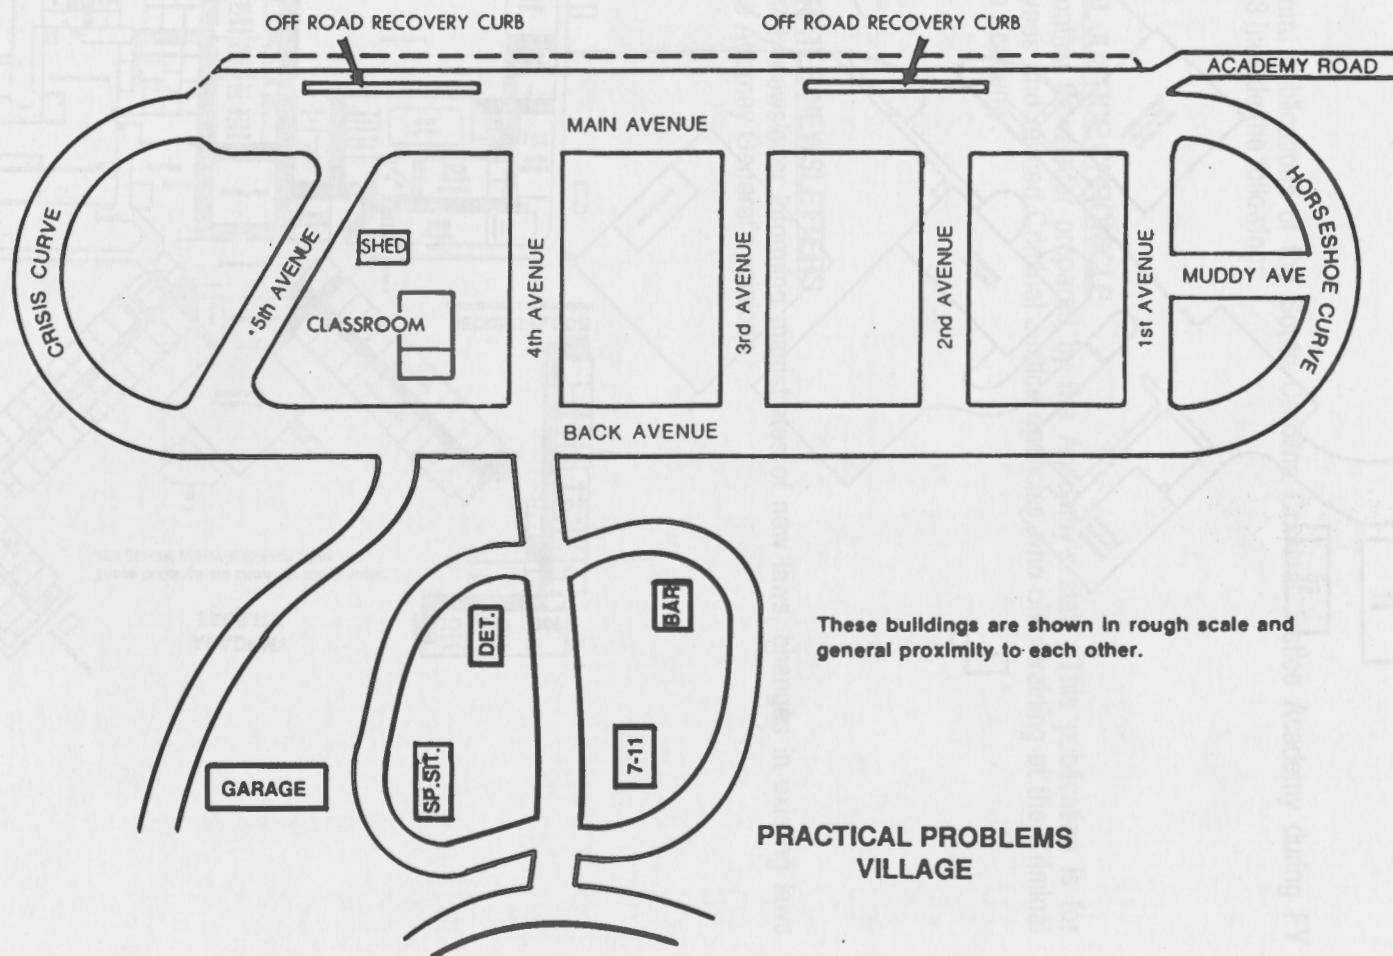 OFF ROAD RECOVERY CURB
OFF ROAD RECOVERY CURB
ACADEMY ROAD
MAIN AVENUE
CRISIS CURVE
5th AVENUE
SHED
CLASSROOM
4th AVENUE
3rd AVENUE
2nd AVENUE
1st AVENUE
MUDDY AVE
HORSESHOE CURVE
BACK AVENUE
DET.
BAR
These buildings are shown in rough scale and
general proximity to each other.
SP.SIT.
7-11
GARAGE
PRACTICAL PROBLEMS
VILLAGE